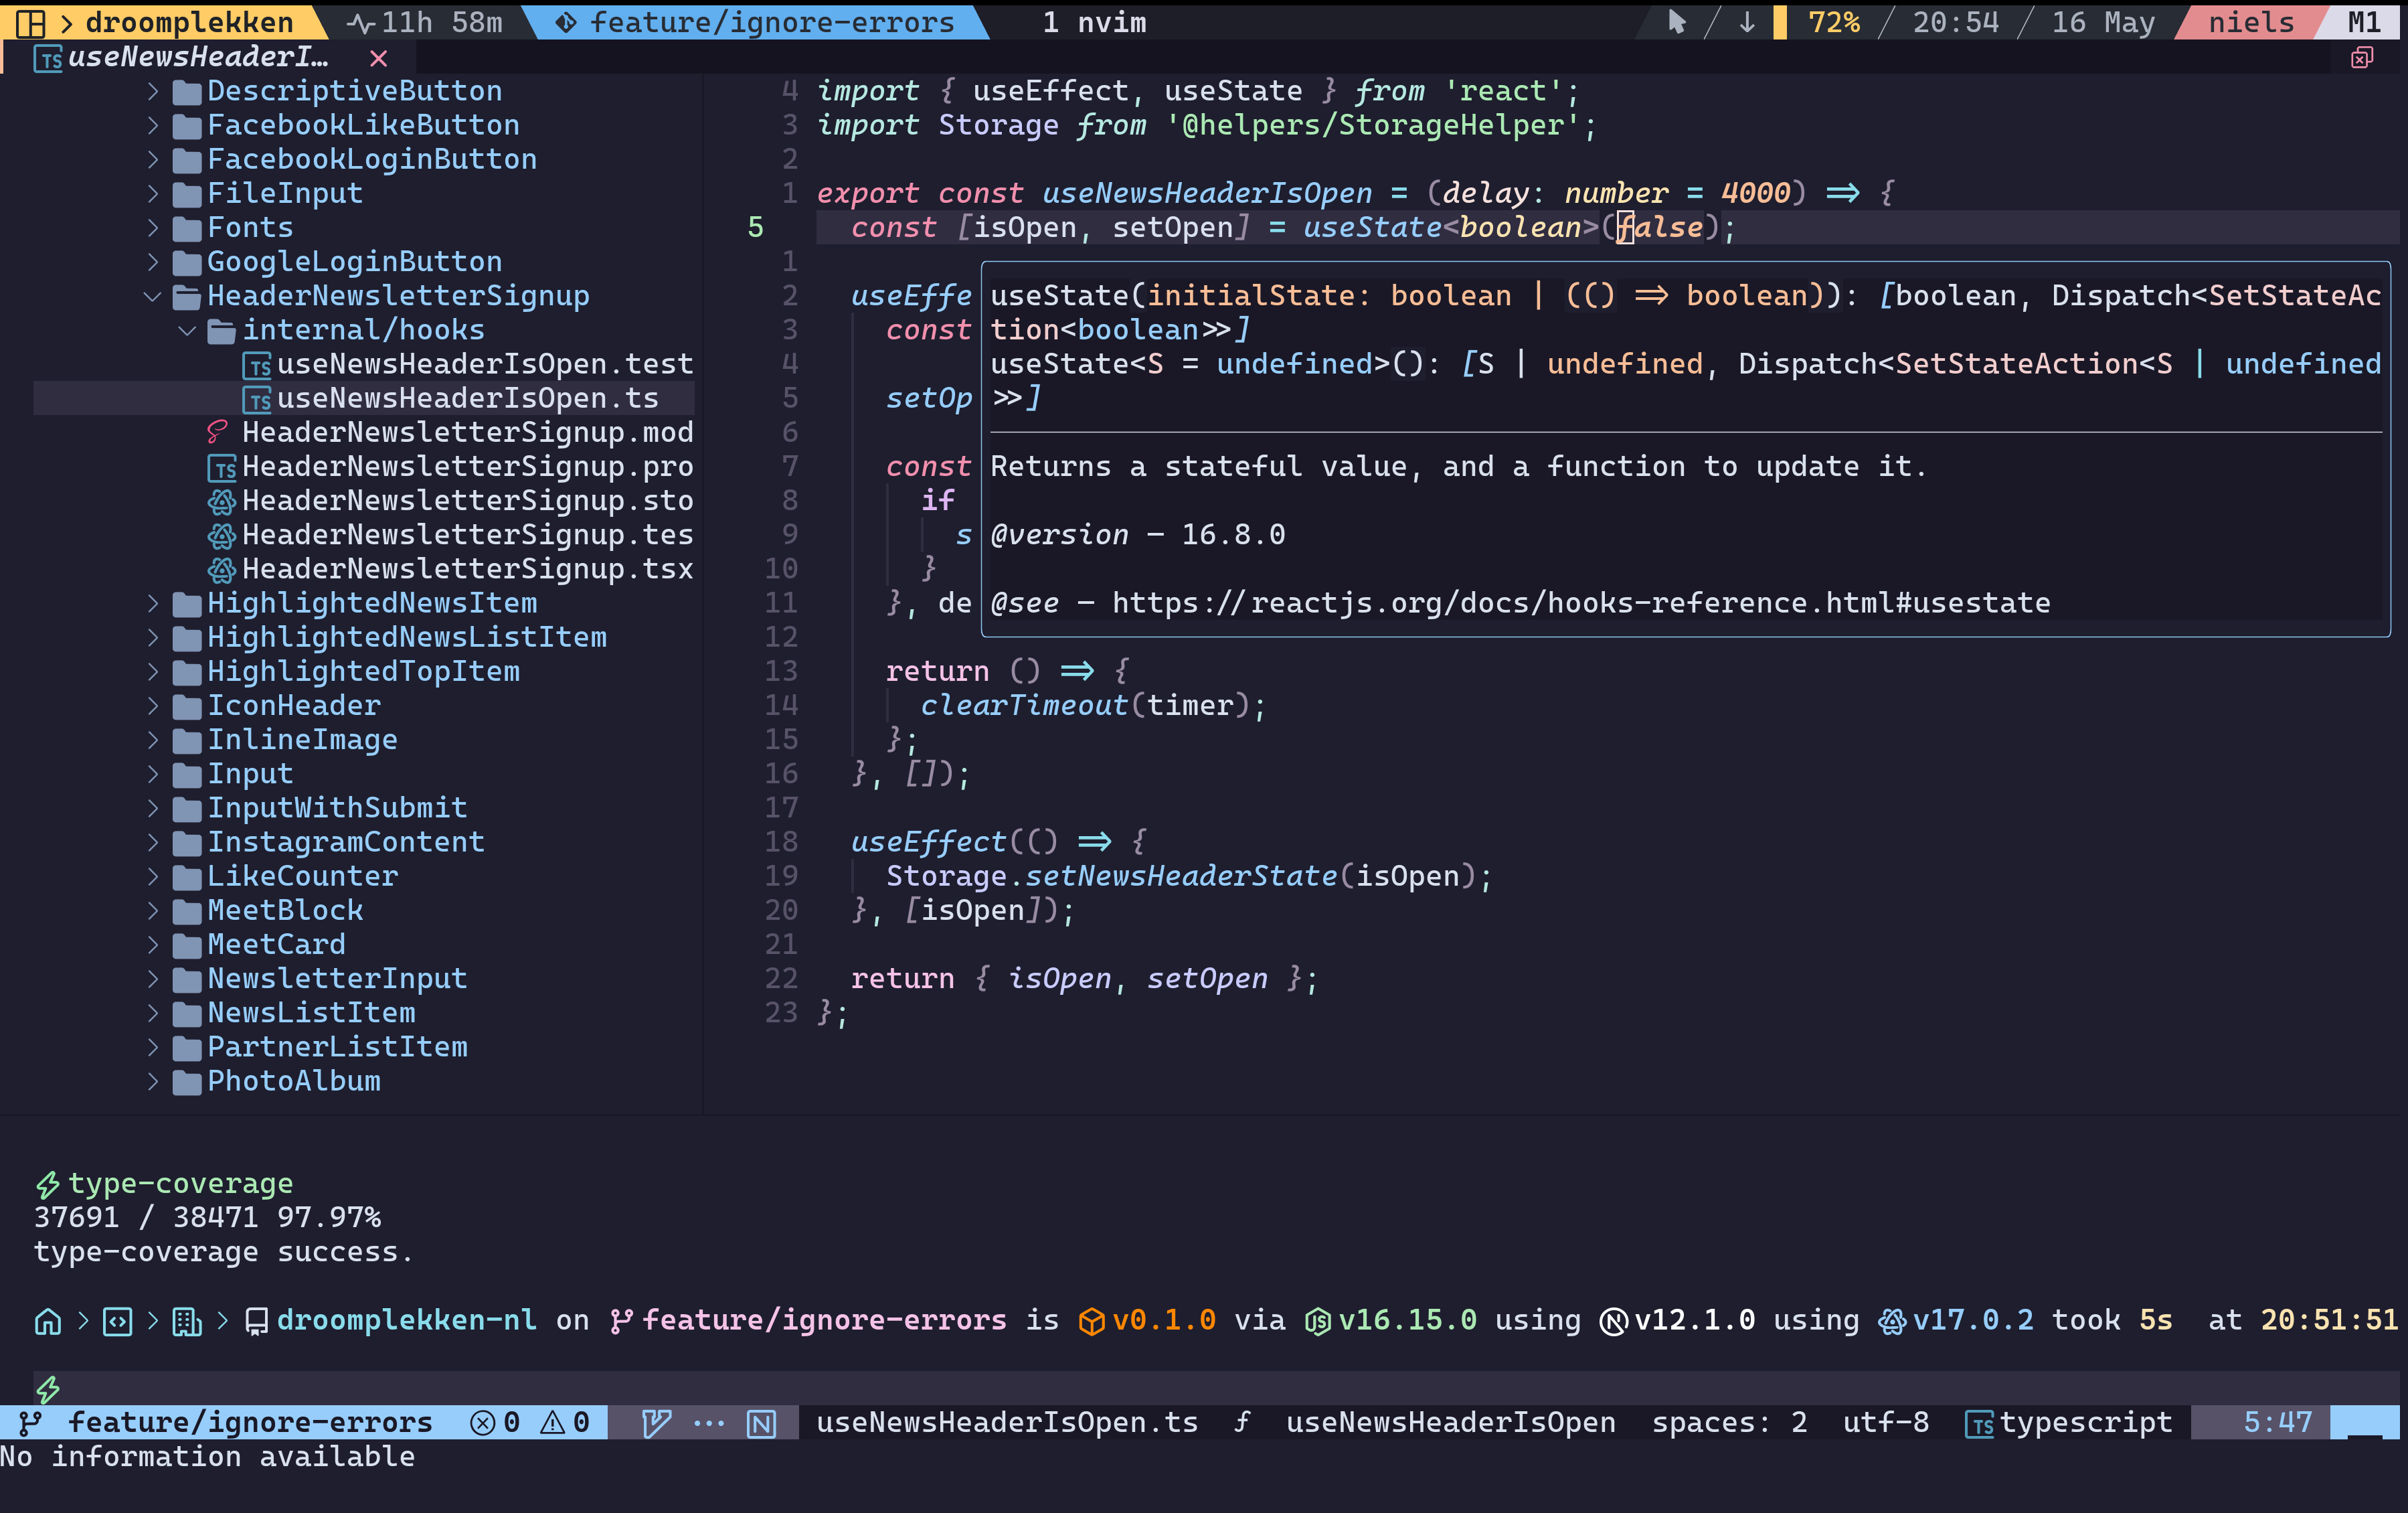 droomplekken 11h 58m feature/ignore-errors 1 nvim 72% 20:54 16 May niels M1
TS useNewsHeaderI…
DescriptiveButton
FacebookLikeButton
FacebookLoginButton
FileInput
Fonts
GoogleLoginButton
HeaderNewsletterSignup
internal/hooks
TS useNewsHeaderIsOpen.test
TS useNewsHeaderIsOpen.ts
HeaderNewsletterSignup.mod
TS HeaderNewsletterSignup.pro
HeaderNewsletterSignup.sto
HeaderNewsletterSignup.tes
HeaderNewsletterSignup.tsx
HighlightedNewsItem
HighlightedNewsListItem
HighlightedTopItem
IconHeader
InlineImage
Input
InputWithSubmit
InstagramContent
LikeCounter
MeetBlock
MeetCard
NewsletterInput
NewsListItem
PartnerListItem
PhotoAlbum
4 import { useEffect, useState } from 'react';
3 import Storage from '@helpers/StorageHelper';
2
1 export const useNewsHeaderIsOpen = (delay: number = 4000) => {
5 const [isOpen, setOpen] = useState<boolean>(false);
1
2 useEffe
3 const
4
5 setOp
6
7 const
8 if
9 s
10 }
11 }, de
12
13 return () => {
14 clearTimeout(timer);
15 };
16 }, []);
17
18 useEffect(() => {
19 Storage.setNewsHeaderState(isOpen);
20 }, [isOpen]);
21
22 return { isOpen, setOpen };
23 };
useState(initialState: boolean | (() => boolean)): [boolean, Dispatch<SetStateAc
tion<boolean>>]
useState<S = undefined>(): [S | undefined, Dispatch<SetStateAction<S | undefined
>>]
Returns a stateful value, and a function to update it.
@version — 16.8.0
@see — https://reactjs.org/docs/hooks-reference.html#usestate
type-coverage
37691 / 38471 97.97%
type-coverage success.
droomplekken-nl on feature/ignore-errors is v0.1.0 via v16.15.0 using v12.1.0 using v17.0.2 took 5s at 20:51:51
feature/ignore-errors 0 0 ··· N useNewsHeaderIsOpen.ts f useNewsHeaderIsOpen spaces: 2 utf-8 TS typescript 5:47
No information available